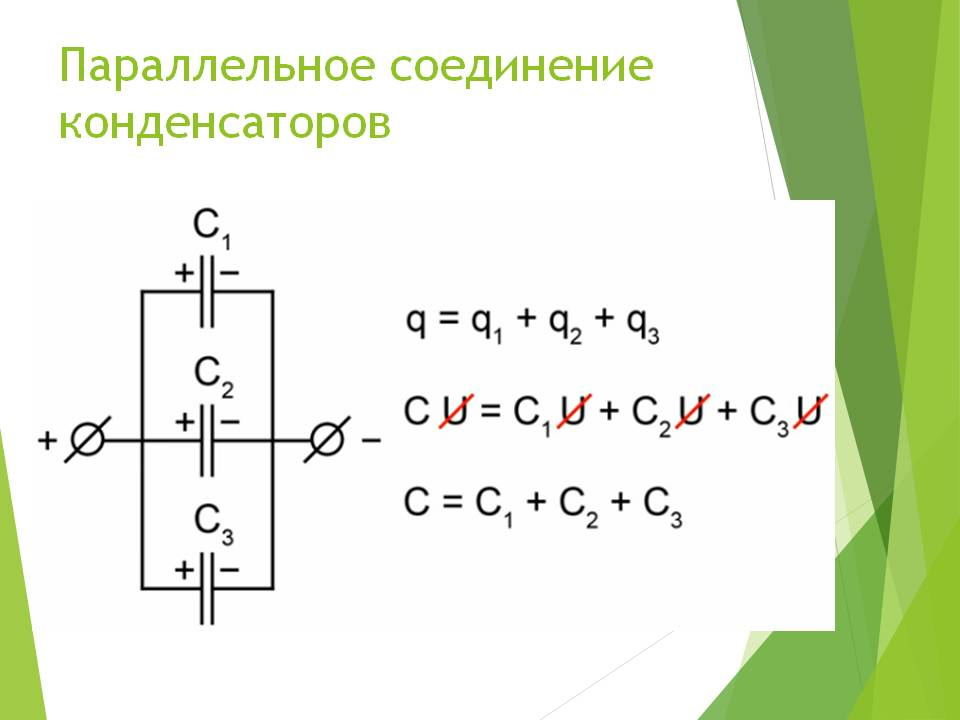 Параллельное соединение
конденсаторов
C₁
+ −
q = q₁ + q₂ + q₃
C₂
+ −
C U = C₁ U + C₂ U + C₃ U
+ −
C = C₁ + C₂ + C₃
C₃
+ −